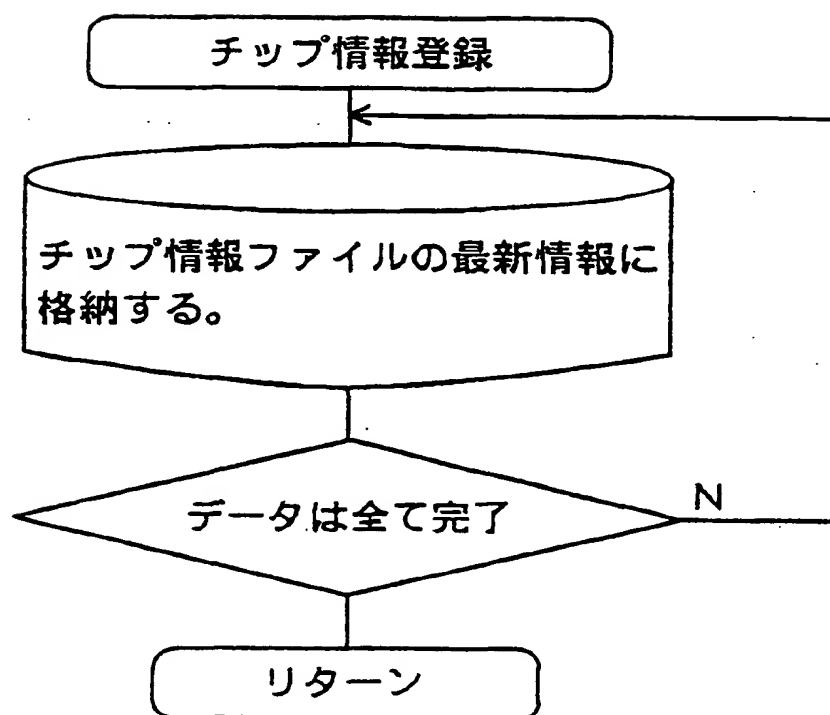 チップ情報登録
チップ情報ファイルの最新情報に
格納する。
データは全て完了
N
リターン